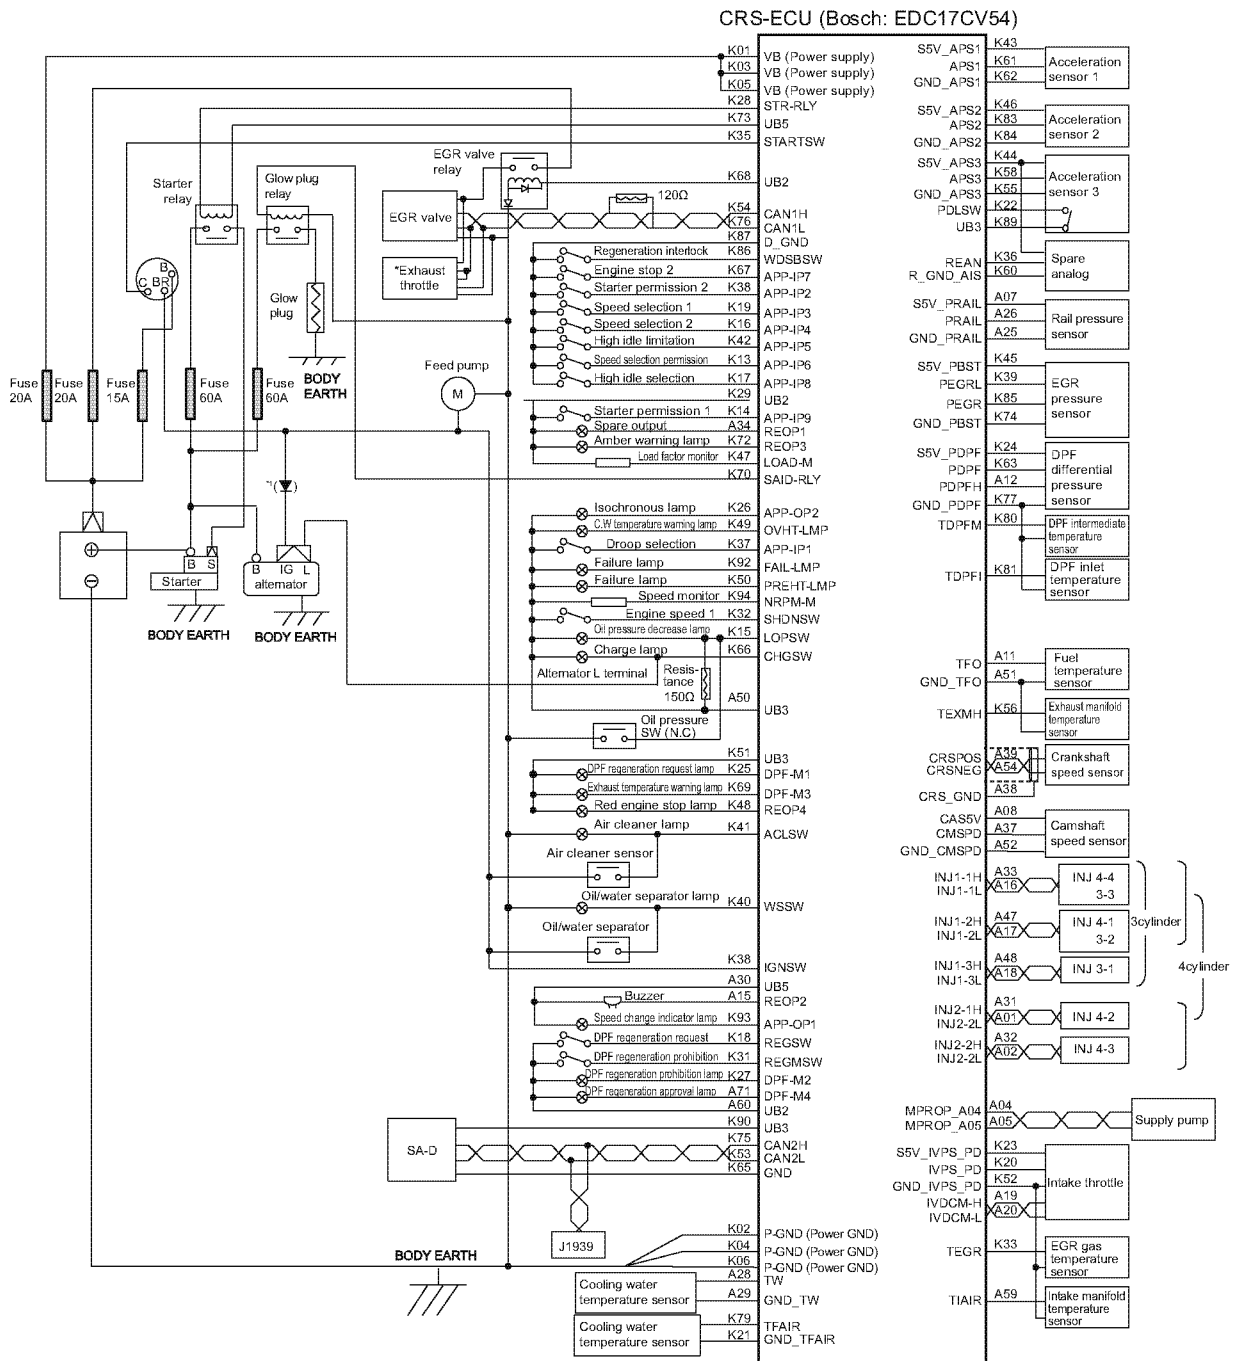 CRS-ECU (Bosch: EDC17CV54)
K01 VB (Power supply)
K03 VB (Power supply)
K05 VB (Power supply)
K28 STR-RLY
K73 UB5
K35 STARTSW
EGR valve relay
K68 UB2
120Ω
Starter relay
Glow plug relay
EGR valve
K54 CAN1H
K76 CAN1L
K87 D_GND
Regeneration interlock K86 WDSBSW
*Exhaust throttle
Engine stop 2 K67 APP-IP7
Starter permission 2 K38 APP-IP2
B
C BR
Glow plug
Speed selection 1 K19 APP-IP3
Speed selection 2 K16 APP-IP4
High idle limitation K42 APP-IP5
Speed selection permission K13 APP-IP6
High idle selection K17 APP-IP8
Feed pump
M
K29 UB2
BODY EARTH
Fuse 20A
Fuse 20A
Fuse 15A
Fuse 60A
Fuse 60A
Starter permission 1 K14 APP-IP9
Spare output A34 REOP1
Amber warning lamp K72 REOP3
Load factor monitor K47 LOAD-M
K70 SAID-RLY
*1( )
Isochronous lamp K26 APP-OP2
C.W temperature warning lamp K49 OVHT-LMP
Droop selection K37 APP-IP1
Failure lamp K92 FAIL-LMP
Failure lamp K50 PREHT-LMP
Speed monitor K94 NRPM-M
Engine speed 1 K32 SHDNSW
Oil pressure decrease lamp K15 LOPSW
Charge lamp K66 CHGSW
B S
Starter
B IG L
alternator
BODY EARTH
BODY EARTH
Alternator L terminal
Resis-
tance
150Ω
A50 UB3
Oil pressure SW (N.C)
K51 UB3
DPF regeneration request lamp K25 DPF-M1
Exhaust temperature warning lamp K69 DPF-M3
Red engine stop lamp K48 REOP4
Air cleaner lamp K41 ACLSW
Air cleaner sensor
Oil/water separator lamp K40 WSSW
Oil/water separator
K38 IGNSW
A30 UB5
Buzzer A15 REOP2
Speed change indicator lamp K93 APP-OP1
DPF regeneration request K18 REGSW
DPF regeneration prohibition K31 REGMSW
DPF regeneration prohibition lamp K27 DPF-M2
DPF regeneration approval lamp A71 DPF-M4
A60 UB2
K90 UB3
SA-D
K75 CAN2H
K53 CAN2L
K65 GND
J1939
BODY EARTH
K02 P-GND (Power GND)
K04 P-GND (Power GND)
K06 P-GND (Power GND)
Cooling water temperature sensor
A28 TW
A29 GND_TW
Cooling water temperature sensor
K79 TFAIR
K21 GND_TFAIR
S5V_APS1 K43
APS1 K61
GND_APS1 K62
Acceleration sensor 1
S5V_APS2 K46
APS2 K83
GND_APS2 K84
Acceleration sensor 2
S5V_APS3 K44
APS3 K58
GND_APS3 K55
PDLSW K22
UB3 K89
Acceleration sensor 3
REAN K36
R_GND_AIS K60
Spare analog
S5V_PRAIL A07
PRAIL A26
GND_PRAIL A25
Rail pressure sensor
S5V_PBST K45
PEGRL K39
PEGR K85
GND_PBST K74
EGR pressure sensor
S5V_PDPF K24
PDPF K63
PDPFH A12
GND_PDPF K77
DPF differential pressure sensor
TDPFM K80
DPF intermediate temperature sensor
TDPFI K81
DPF inlet temperature sensor
TFO A11
GND_TFO A51
Fuel temperature sensor
TEXMH K56
Exhaust manifold temperature sensor
CRSPOS A39
CRSNEG A54
CRS_GND A38
Crankshaft speed sensor
CAS5V A08
CMSPD A37
GND_CMSPD A52
Camshaft speed sensor
INJ1-1H A33
INJ1-1L A16
INJ 4-4
3-3
INJ1-2H A47
INJ1-2L A17
INJ 4-1
3-2
3cylinder
INJ1-3H A48
INJ1-3L A18
INJ 3-1
4cylinder
INJ2-1H A31
INJ2-2L A01
INJ 4-2
INJ2-2H A32
INJ2-2L A02
INJ 4-3
MPROP_A04 A04
MPROP_A05 A05
Supply pump
S5V_IVPS_PD K23
IVPS_PD K20
GND_IVPS_PD K52
IVDCM-H A19
IVDCM-L A20
Intake throttle
TEGR K33
EGR gas temperature sensor
TIAIR A59
Intake manifold temperature sensor